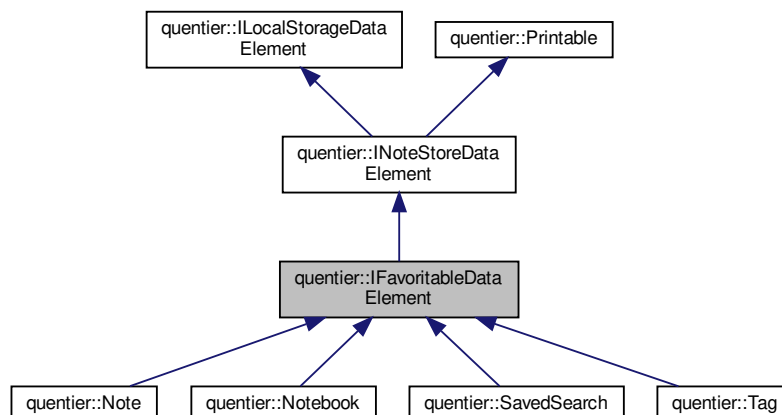 quentier::ILocalStorageData
Element
quentier::Printable
quentier::INoteStoreData
Element
quentier::IFavoritableData
Element
quentier::Note
quentier::Notebook
quentier::SavedSearch
quentier::Tag